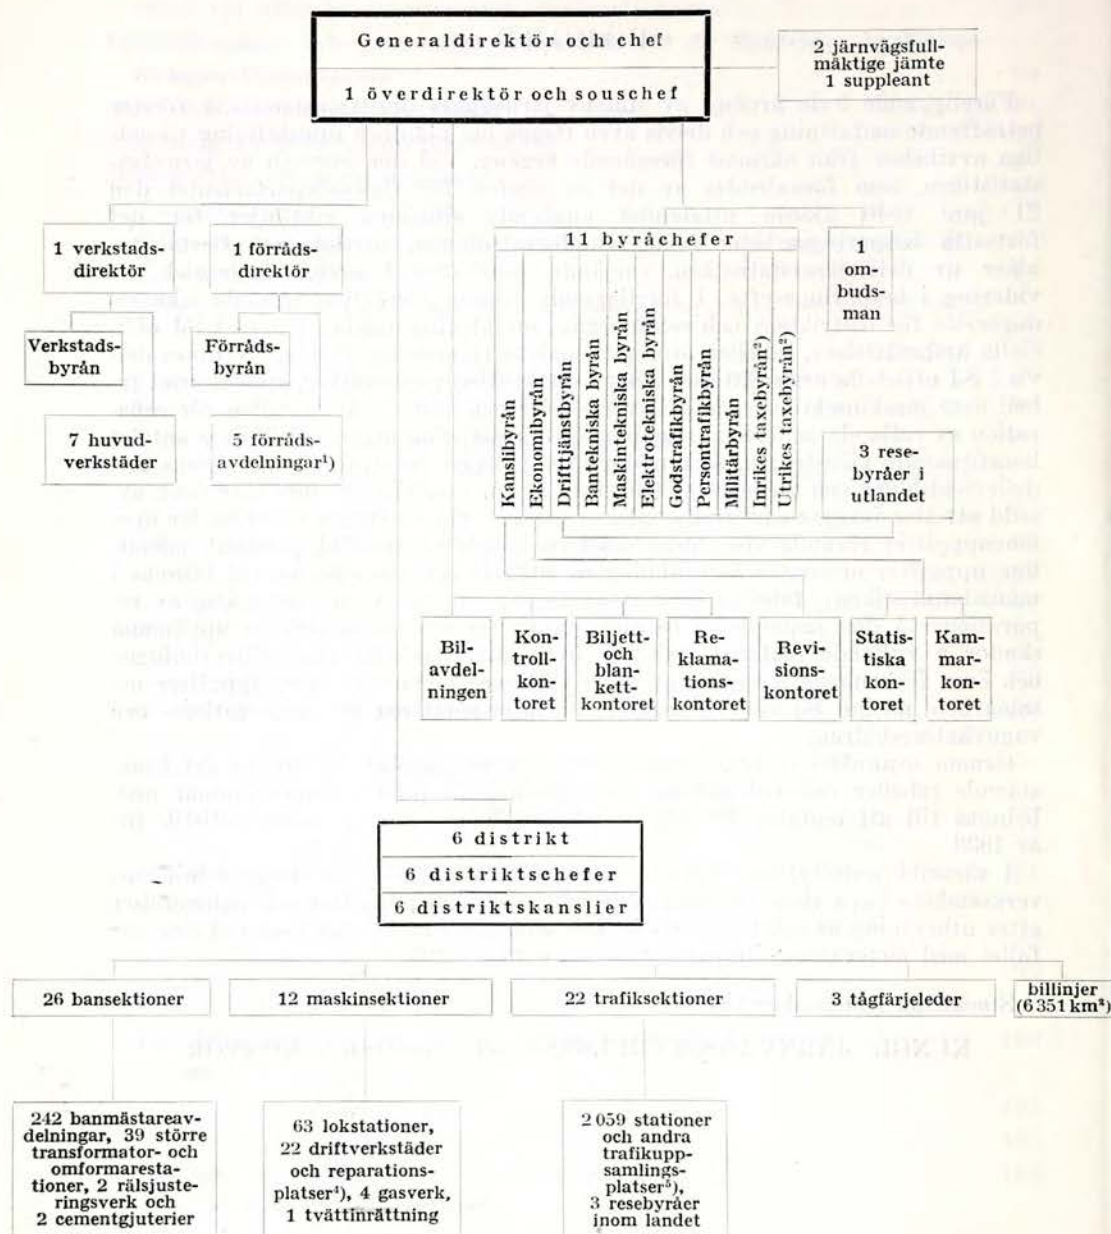 Generaldirektör och chef
1 överdirektör och souschef
2 järnvägsfull-
mäktige jämte
1 suppleant
1 verkstads-
direktör
1 förråds-
direktör
Verkstads-
byrån
Förråds-
byrån
7 huvud-
verkstäder
5 förråds-
avdelningar¹)
11 byråchefer
Kanslibyrån
Ekonomibyrån
Drifttjänstbyrån
Bantekniska byrån
Maskintekniska byrån
Elektrotekniska byrån
Godstrafikbyrån
Persontrafikbyrån
Militärbyrån
Inrikes taxebyrån²)
Utrikes taxebyrån²)
1
om-
buds-
man
3 rese-
byråer i
utlandet
Bil-
avdel-
ningen
Kon-
troll-
kon-
toret
Biljett-
och
blan-
kett-
kontoret
Re-
klama-
tions-
kontoret
Revi-
sions-
kontoret
Statis-
tiska
kon-
toret
Kam-
mar-
kon-
toret
6 distrikt
6 distriktschefer
6 distriktskanslier
26 bansektioner
12 maskinsektioner
22 trafiksektioner
3 tågfärjeleder
billinjer
(6 351 km³)
242 banmästareav-
delningar, 39 större
transformator- och
omformaresta-
tioner, 2 rälsjuste-
ringsverk och
2 cementgjuterier
63 lokstationer,
22 driftverkstäder
och reparations-
platser⁴), 4 gasverk,
1 tvättinrättning
2 059 stationer
och andra
trafikupp-
samlings-
platser⁵),
3 resebyråer
inom landet